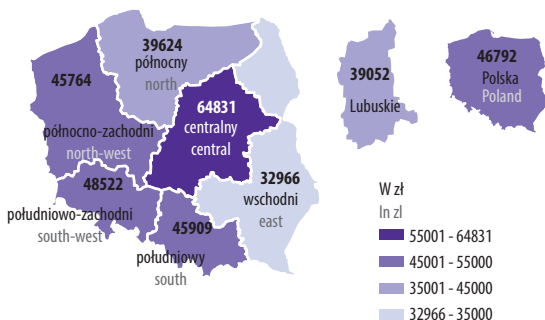 39624
północny
north
45764
północno-zachodni
north-west
64831
centralny
central
48522
południowo-zachodni
south-west
45909
południowy
south
32966
wschodni
east
39052
Lubuskie
46792
Polska
Poland
W zł
In zl
55001 - 64831
45001 - 55000
35001 - 45000
32966 - 35000